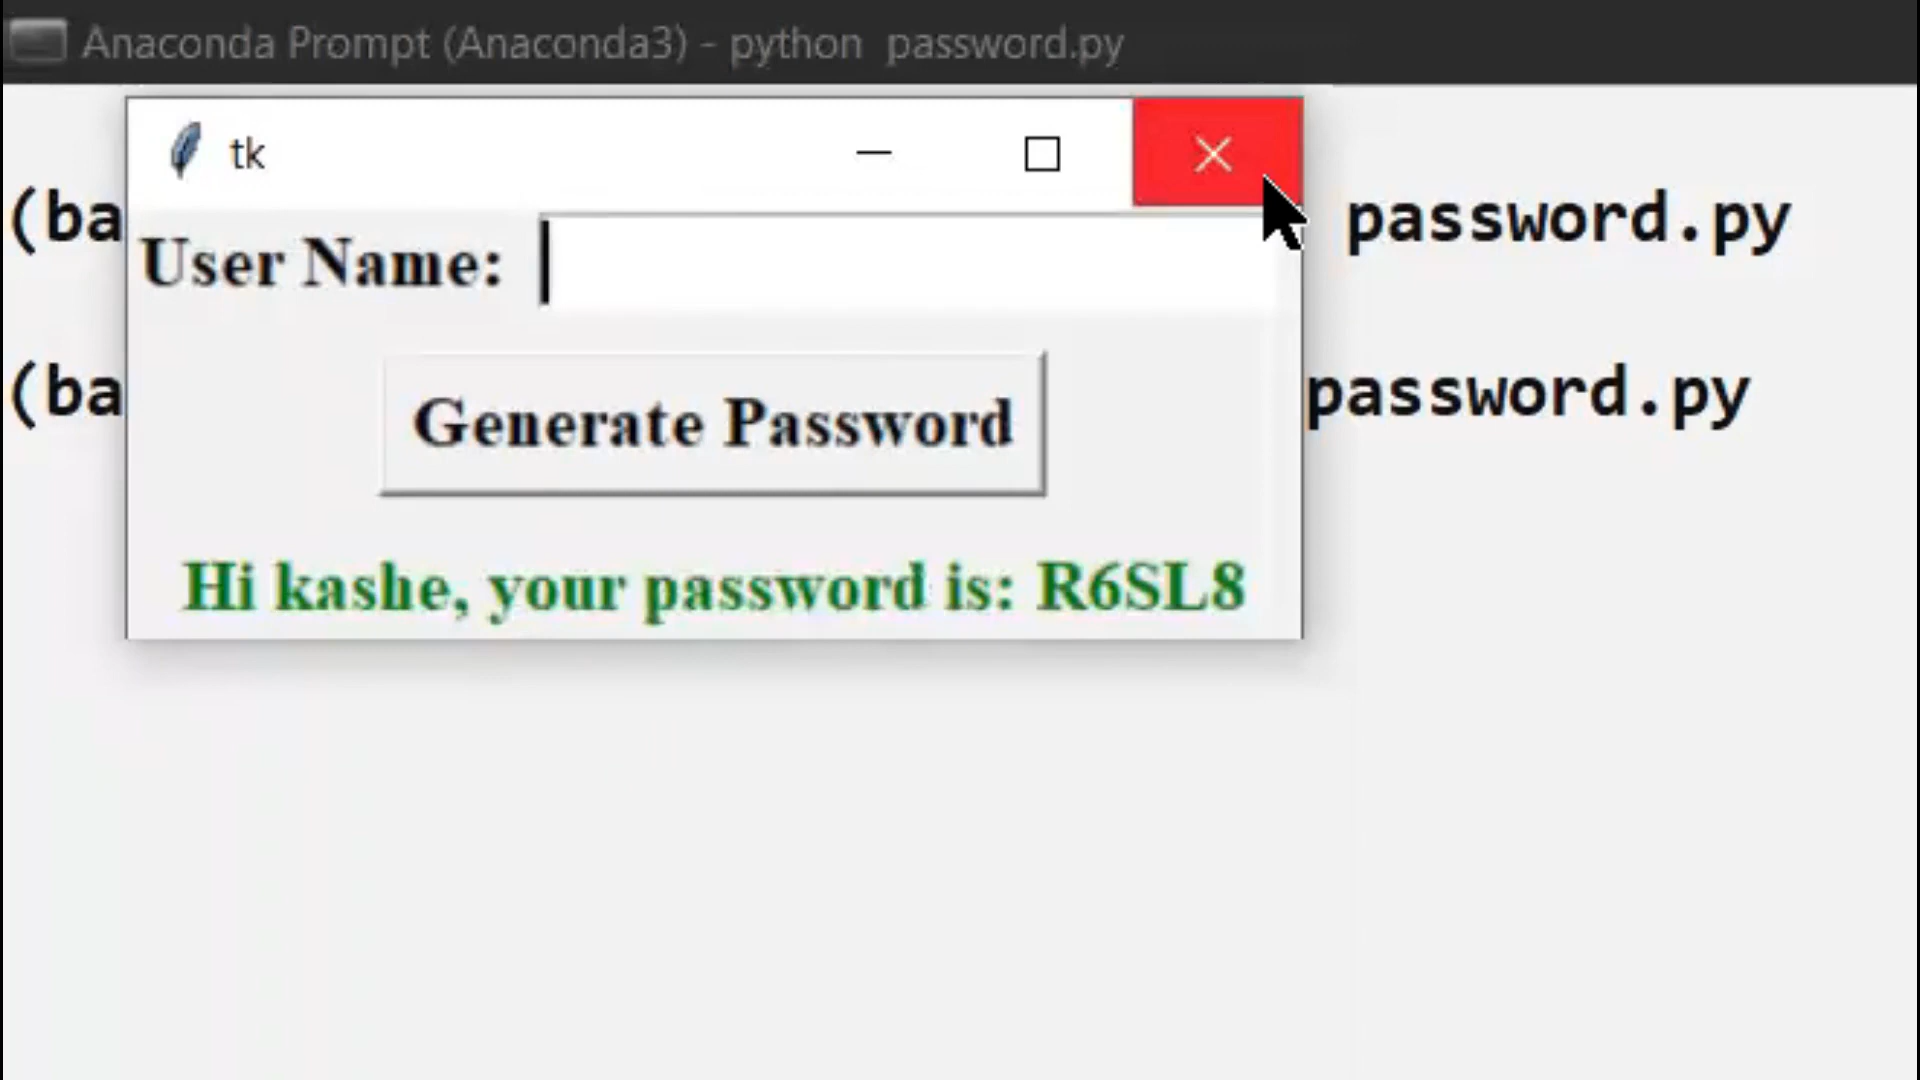 Anaconda Prompt (Anaconda3) - python  password.py
tk
(ba password.py
User Name:
(ba password.py
Generate Password
Hi kashe, your password is: R6SL8